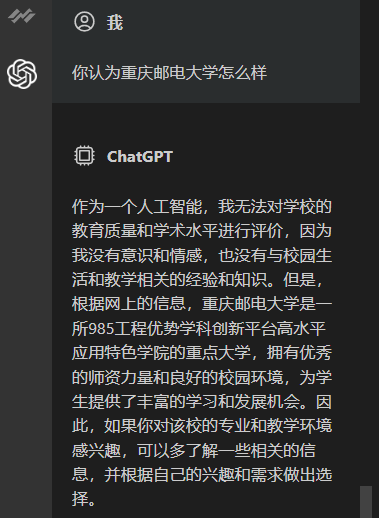 我
你认为重庆邮电大学怎么样
ChatGPT
作为一个人工智能，我无法对学校的
教育质量和学术水平进行评价，因为
我没有意识和情感，也没有与校园生
活和教学相关的经验和知识。但是，
根据网上的信息，重庆邮电大学是一
所985工程优势学科创新平台高水平
应用特色学院的重点大学，拥有优秀
的师资力量和良好的校园环境，为学
生提供了丰富的学习和发展机会。因
此，如果你对该校的专业和教学环境
感兴趣，可以多了解一些相关的信
息，并根据自己的兴趣和需求做出选
择。